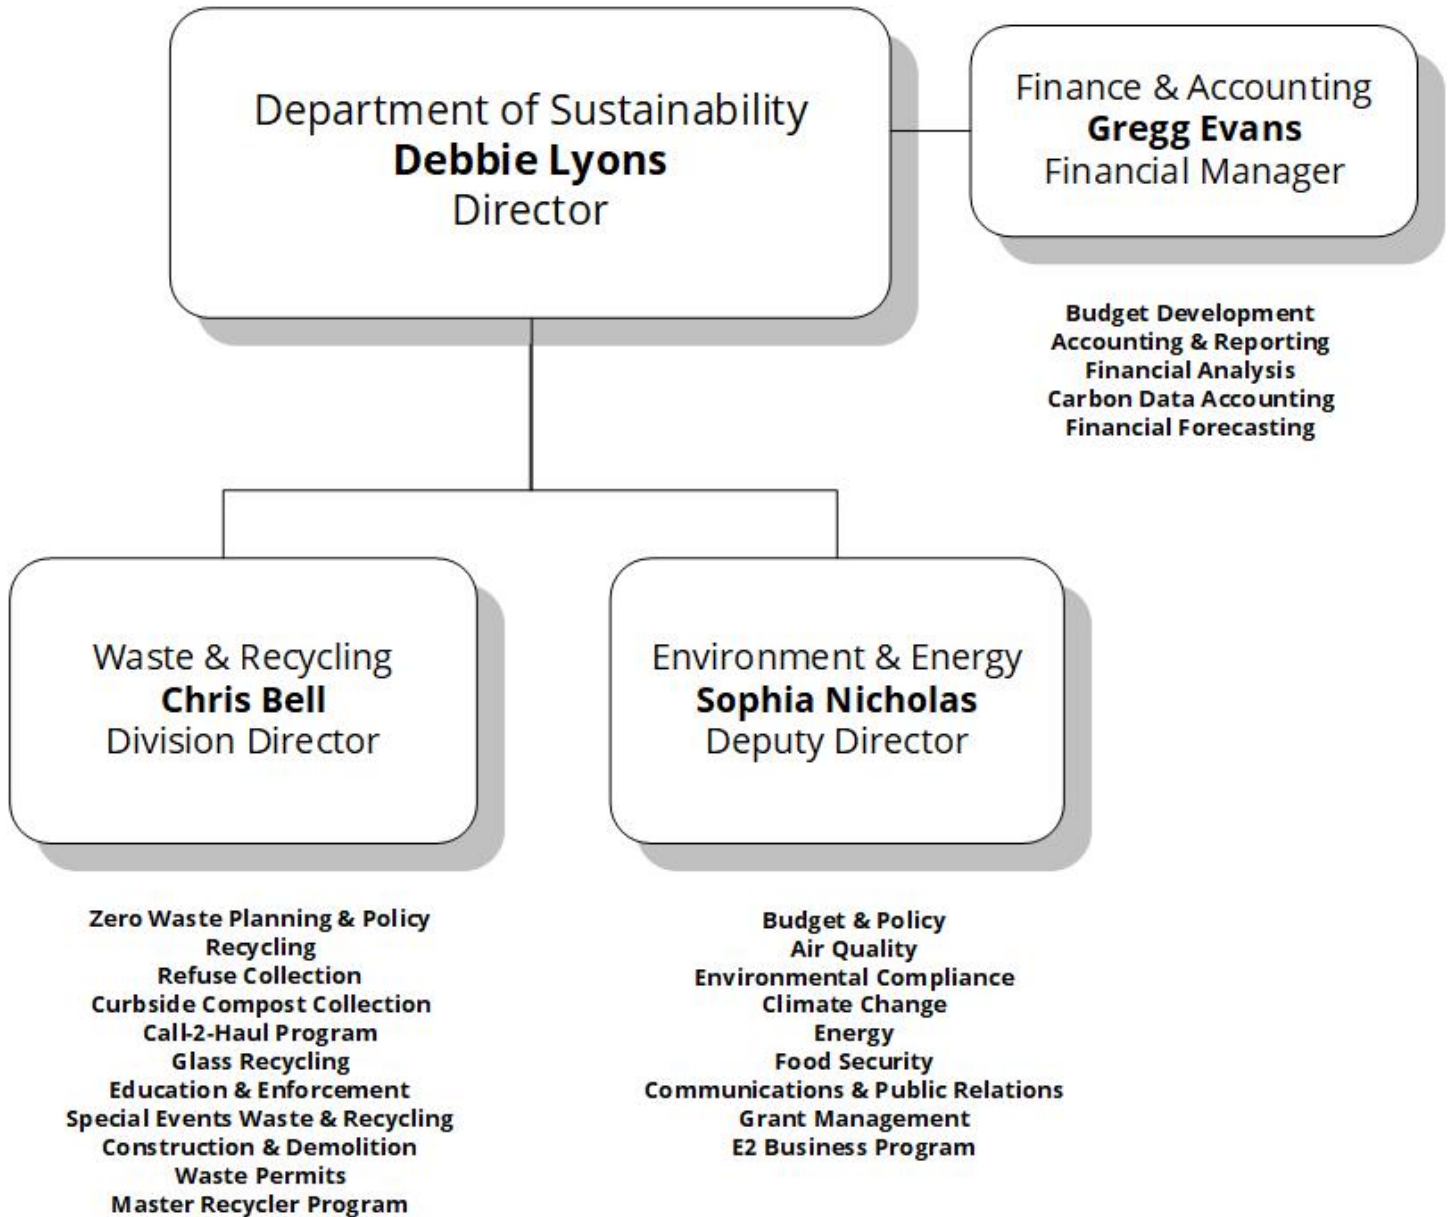 Department of Sustainability
Debbie Lyons
Director
Finance & Accounting
Gregg Evans
Financial Manager
Budget Development
Accounting & Reporting
Financial Analysis
Carbon Data Accounting
Financial Forecasting
Waste & Recycling
Chris Bell
Division Director
Environment & Energy
Sophia Nicholas
Deputy Director
Zero Waste Planning & Policy
Recycling
Refuse Collection
Curbside Compost Collection
Call-2-Haul Program
Glass Recycling
Education & Enforcement
Special Events Waste & Recycling
Construction & Demolition
Waste Permits
Master Recycler Program
Budget & Policy
Air Quality
Environmental Compliance
Climate Change
Energy
Food Security
Communications & Public Relations
Grant Management
E2 Business Program